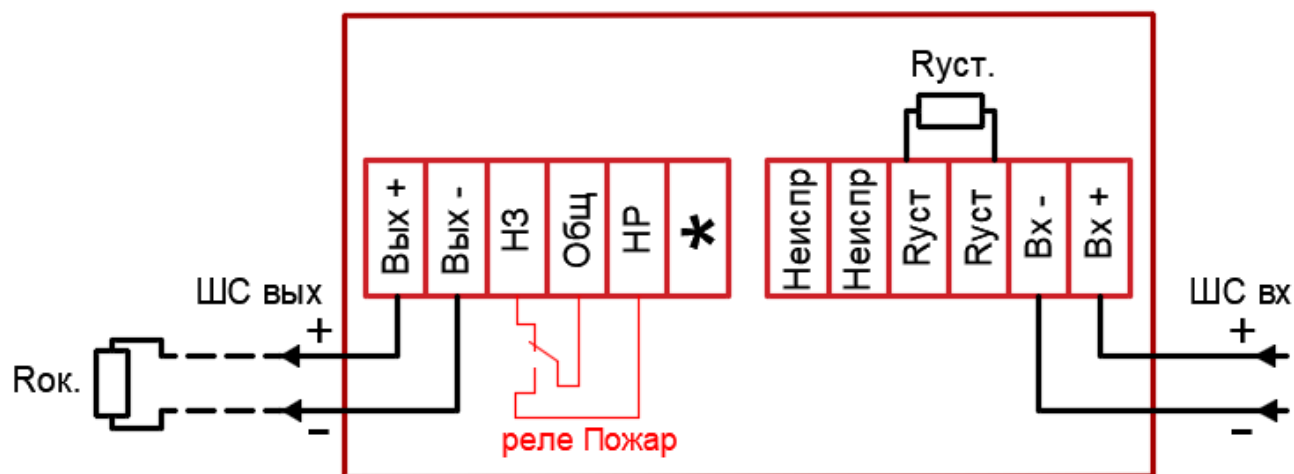 Rуст.
Вых +
Вых -
НЗ
Общ
НР
*
Неиспр
Неиспр
Rуст
Rуст
Вх -
Вх +
ШС вых
+
-
Rок.
реле Пожар
ШС вх
+
-